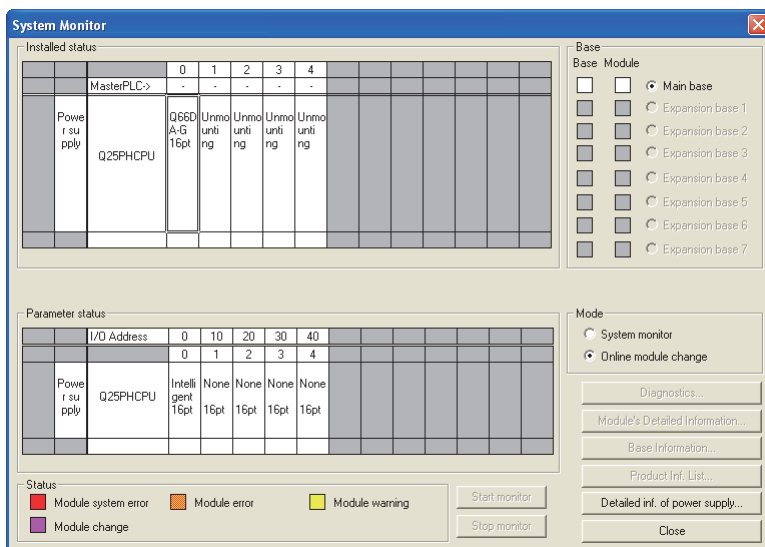 System Monitor
Installed status
0 1 2 3 4
MasterPLC-> - - - - -
Powe
r su
pply
Q25PHCPU
Q66D
A-G
16pt
Unmo
unti
ng
Unmo
unti
ng
Unmo
unti
ng
Unmo
unti
ng
Base
Base Module
Main base
Expansion base 1
Expansion base 2
Expansion base 3
Expansion base 4
Expansion base 5
Expansion base 6
Expansion base 7
Parameter status
I/O Address 0 10 20 30 40
0 1 2 3 4
Powe
r su
pply
Q25PHCPU
Intelli
gent
16pt
None
16pt
None
16pt
None
16pt
None
16pt
Mode
System monitor
Online module change
Diagnostics...
Module's Detailed Information...
Base Information...
Product Inf. List...
Detailed inf. of power supply...
Close
Status
Module system error
Module error
Module warning
Module change
Start monitor
Stop monitor